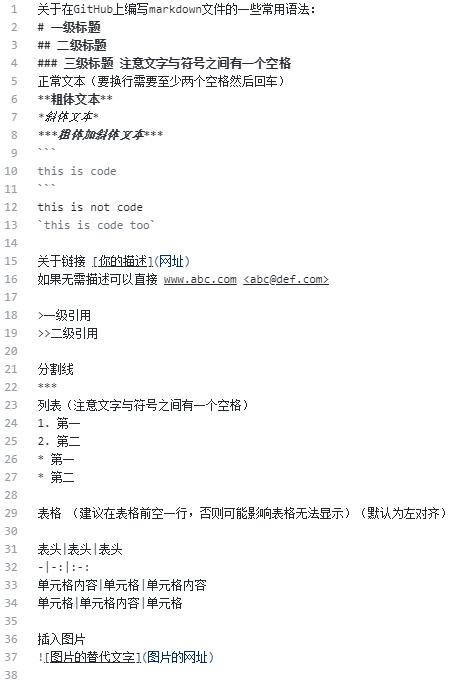 1 关于在GitHub上编写markdown文件的一些常用语法:
2 # 一级标题
3 ## 二级标题
4 ### 三级标题 注意文字与符号之间有一个空格
5 正常文本（要换行需要至少两个空格然后回车）
6 **粗体文本**
7 *斜体文本*
8 ***粗体加斜体文本***
9 ```
10 this is code
11 ```
12 this is not code
13 `this is code too`
14
15 关于链接 [你的描述](网址)
16 如果无需描述可以直接 www.abc.com <abc@def.com>
17
18 >一级引用
19 >>二级引用
20
21 分割线
22 ***
23 列表（注意文字与符号之间有一个空格）
24 1. 第一
25 2. 第二
26 * 第一
27 * 第二
28
29 表格 （建议在表格前空一行，否则可能影响表格无法显示）（默认为左对齐）
30
31 表头|表头|表头
32 -|-:|:-:
33 单元格内容|单元格|单元格内容
34 单元格|单元格内容|单元格
35
36 插入图片
37 ![图片的替代文字](图片的网址)
38